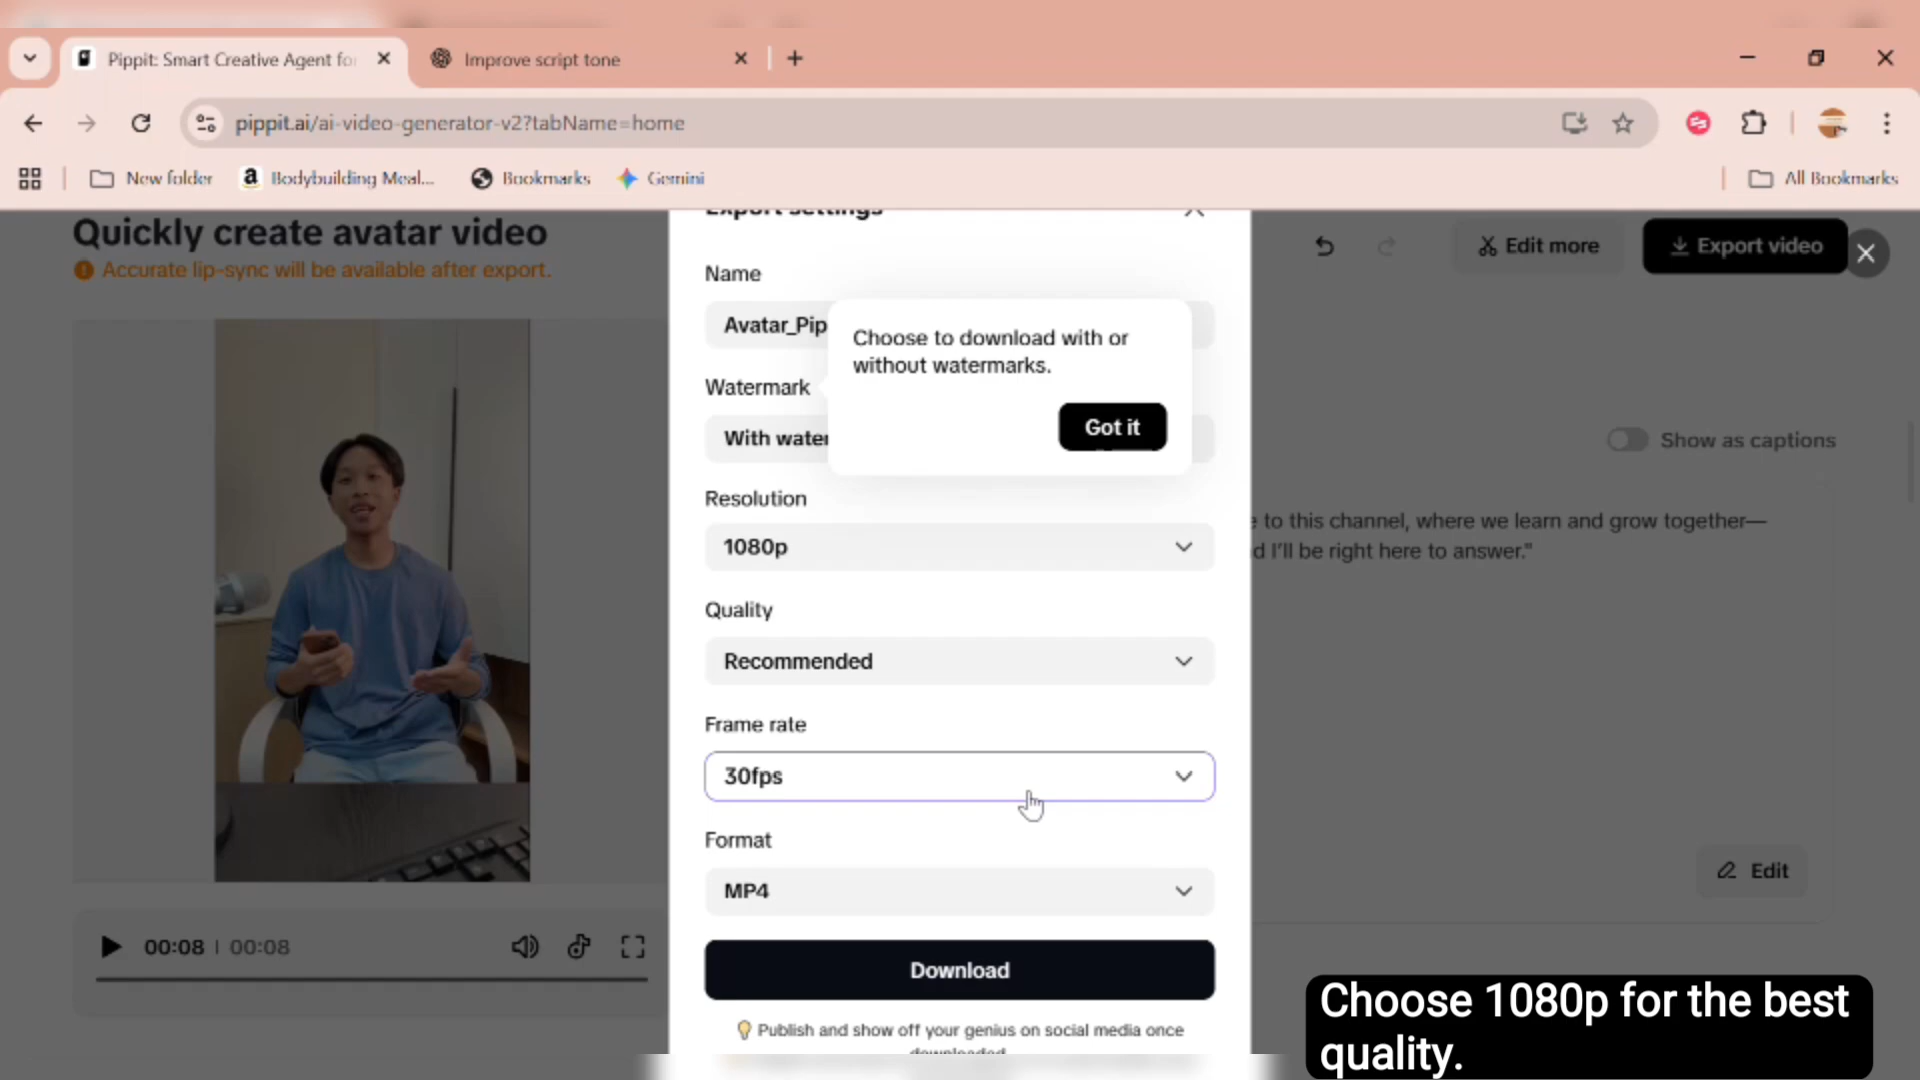 Pippit: Smart Creative Agent fo
Improve script tone
pippit.ai/ai-video-generator-v2?tabName=home
New folder
Bodybuilding Meal...
Bookmarks
Gemini
All Bookmarks
Quickly create avatar video
Accurate lip-sync will be available after export.
Export settings
Edit more
Export video
Name
Avatar_Pip
Choose to download with or
without watermarks.
Got it
Watermark
With water
Show as captions
Resolution
1080p
e to this channel, where we learn and grow together—
d I'll be right here to answer."
Quality
Recommended
Frame rate
30fps
Format
MP4
Edit
00:08 | 00:08
Download
Publish and show off your genius on social media once
downloaded
Choose 1080p for the best
quality.